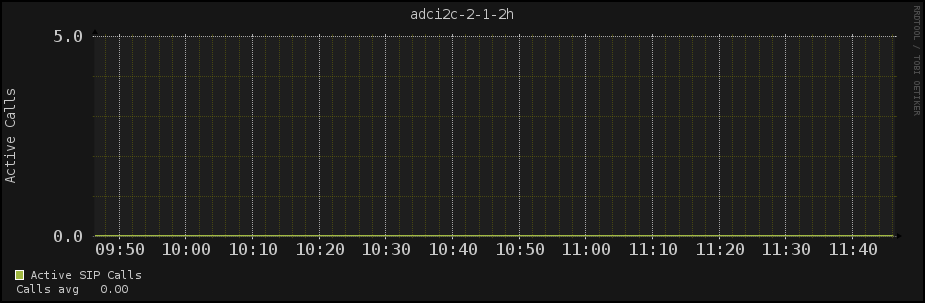 adci2c-2-1-2h
RRDTOOL / TOBI OETIKER
Active Calls
5.0
0.0
09:50 10:00 10:10 10:20 10:30 10:40 10:50 11:00 11:10 11:20 11:30 11:40
Active SIP Calls
Calls avg 0.00